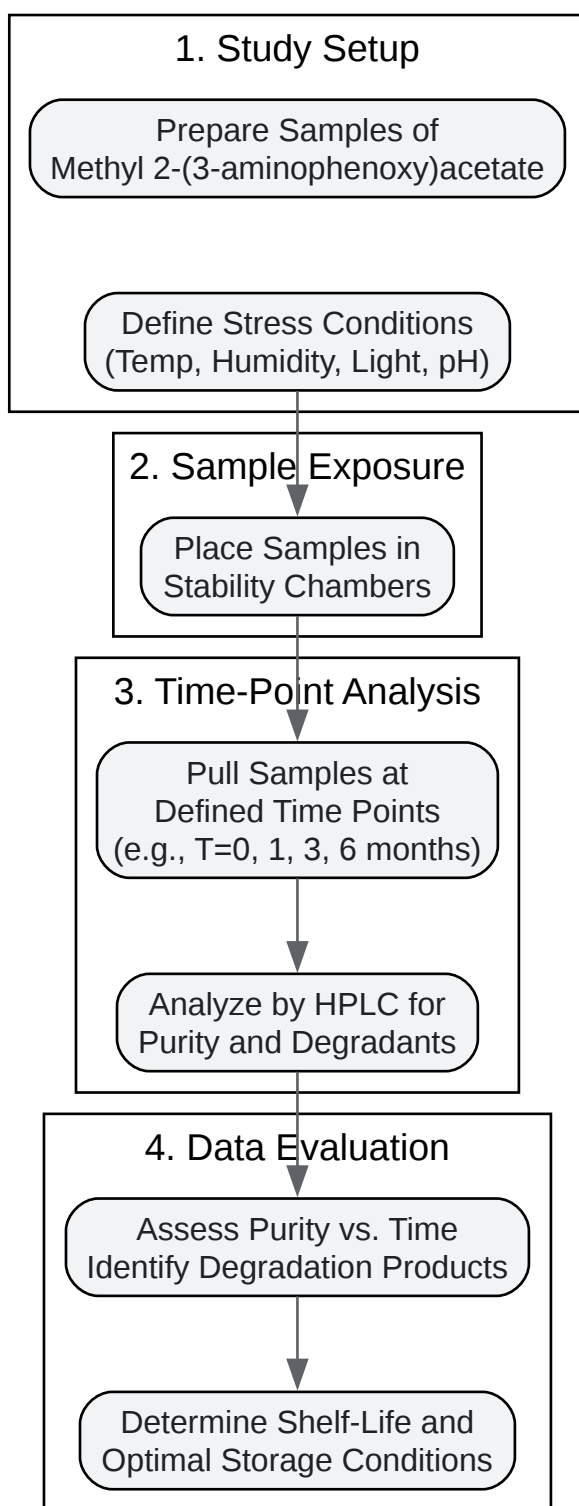 1. Study Setup
Prepare Samples of
Methyl 2-(3-aminophenoxy)acetate
Define Stress Conditions
(Temp, Humidity, Light, pH)
2. Sample Exposure
Place Samples in
Stability Chambers
3. Time-Point Analysis
Pull Samples at
Defined Time Points
(e.g., T=0, 1, 3, 6 months)
Analyze by HPLC for
Purity and Degradants
4. Data Evaluation
Assess Purity vs. Time
Identify Degradation Products
Determine Shelf-Life and
Optimal Storage Conditions